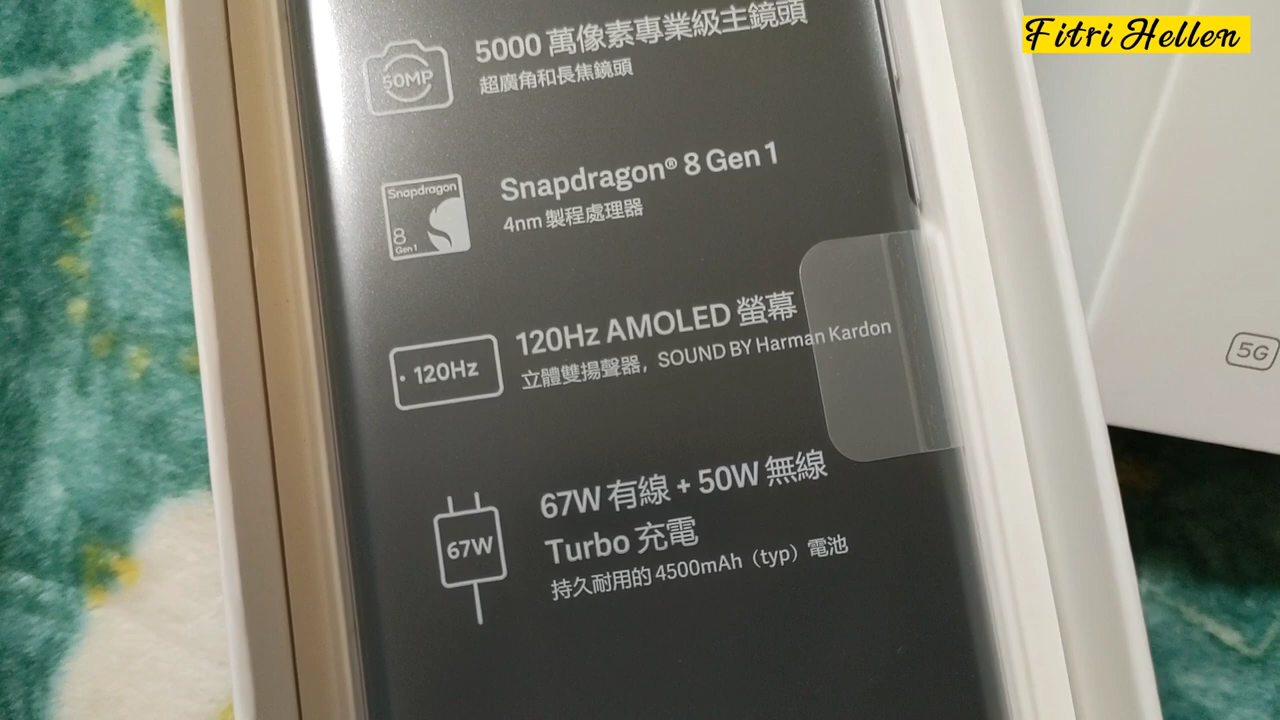 Fitri Hellen
50MP
5000 萬像素專業級主鏡頭
超廣角和長焦鏡頭
Snapdragon
8
Gen 1
Snapdragon® 8 Gen 1
4nm 製程處理器
120Hz
120Hz AMOLED 螢幕
立體雙揚聲器，SOUND BY Harman Kardon
67W
67W 有線 + 50W 無線
Turbo 充電
持久耐用的 4500mAh（typ）電池
5G